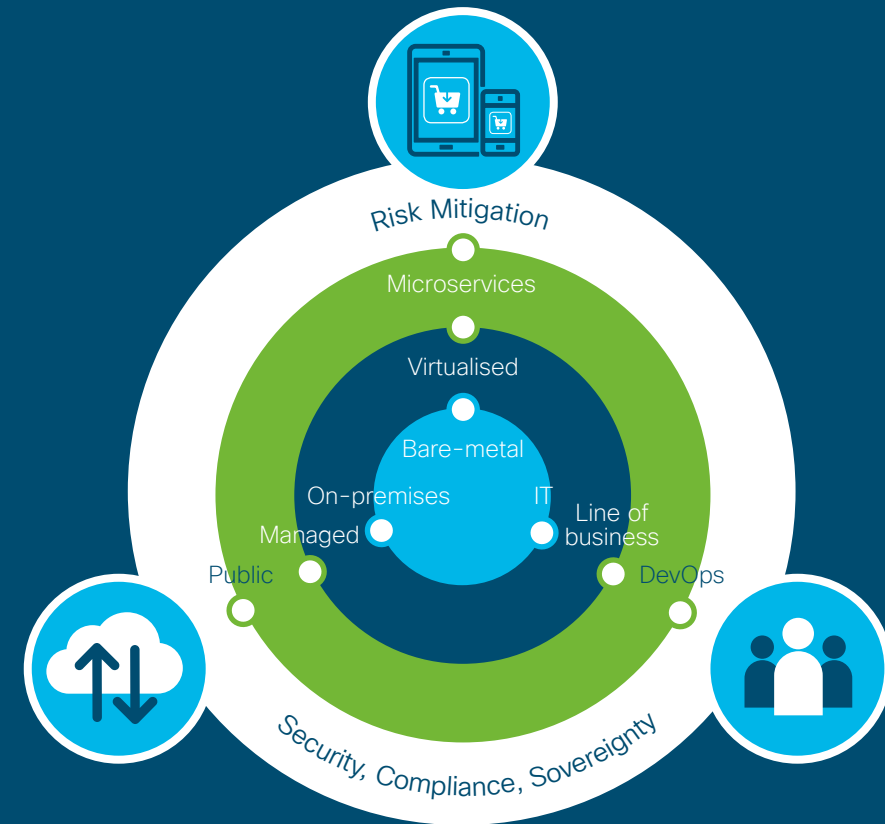 Risk Mitigation
Microservices
Virtualised
Bare-metal
On-premises
IT
Managed
Line of
business
Public
DevOps
Security, Compliance, Sovereignty